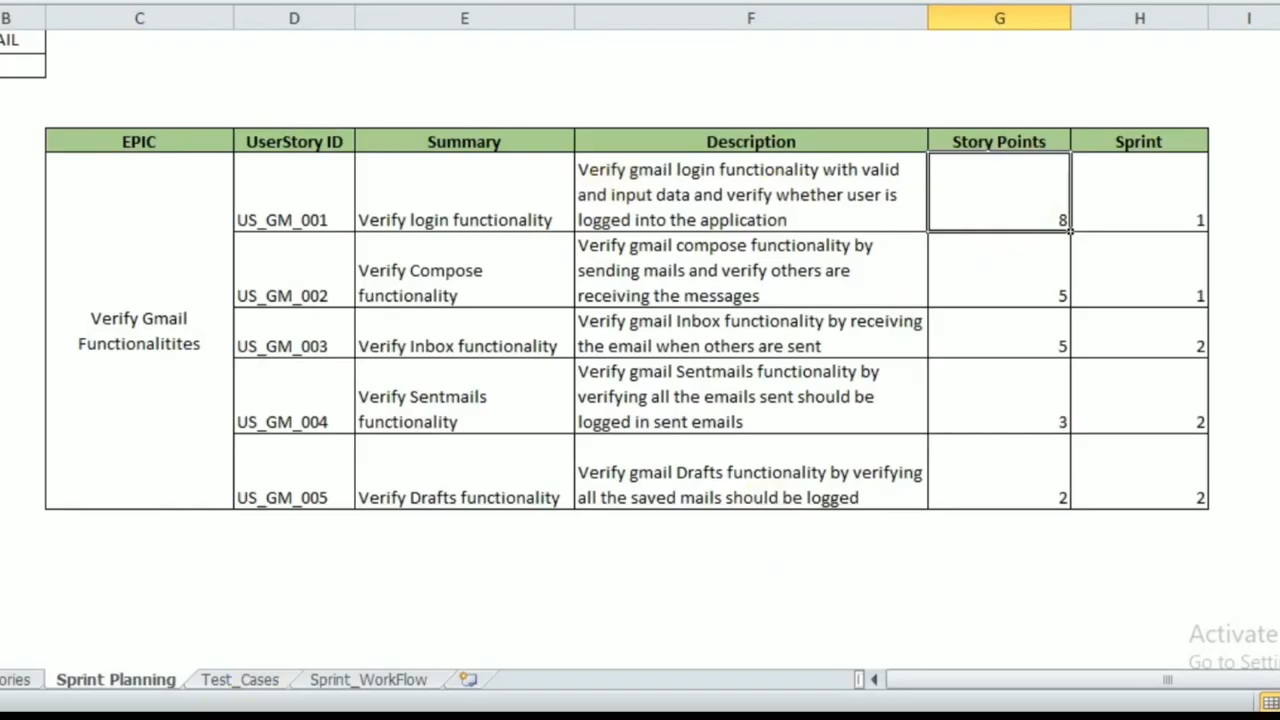 B C D E F G H I
AIL
EPIC UserStory ID Summary Description Story Points Sprint
Verify gmail login functionality with valid
and input data and verify whether user is
US_GM_001 Verify login functionality logged into the application 8 1
Verify gmail compose functionality by
Verify Compose sending mails and verify others are
US_GM_002 functionality receiving the messages 5 1
Verify Gmail
Functionalitites
Verify gmail Inbox functionality by receiving
US_GM_003 Verify Inbox functionality the email when others are sent 5 2
Verify gmail Sentmails functionality by
Verify Sentmails verifying all the emails sent should be
US_GM_004 functionality logged in sent emails 3 2
Verify gmail Drafts functionality by verifying
US_GM_005 Verify Drafts functionality all the saved mails should be logged 2 2
Activate
Go to Setti
ories Sprint Planning Test_Cases Sprint_WorkFlow